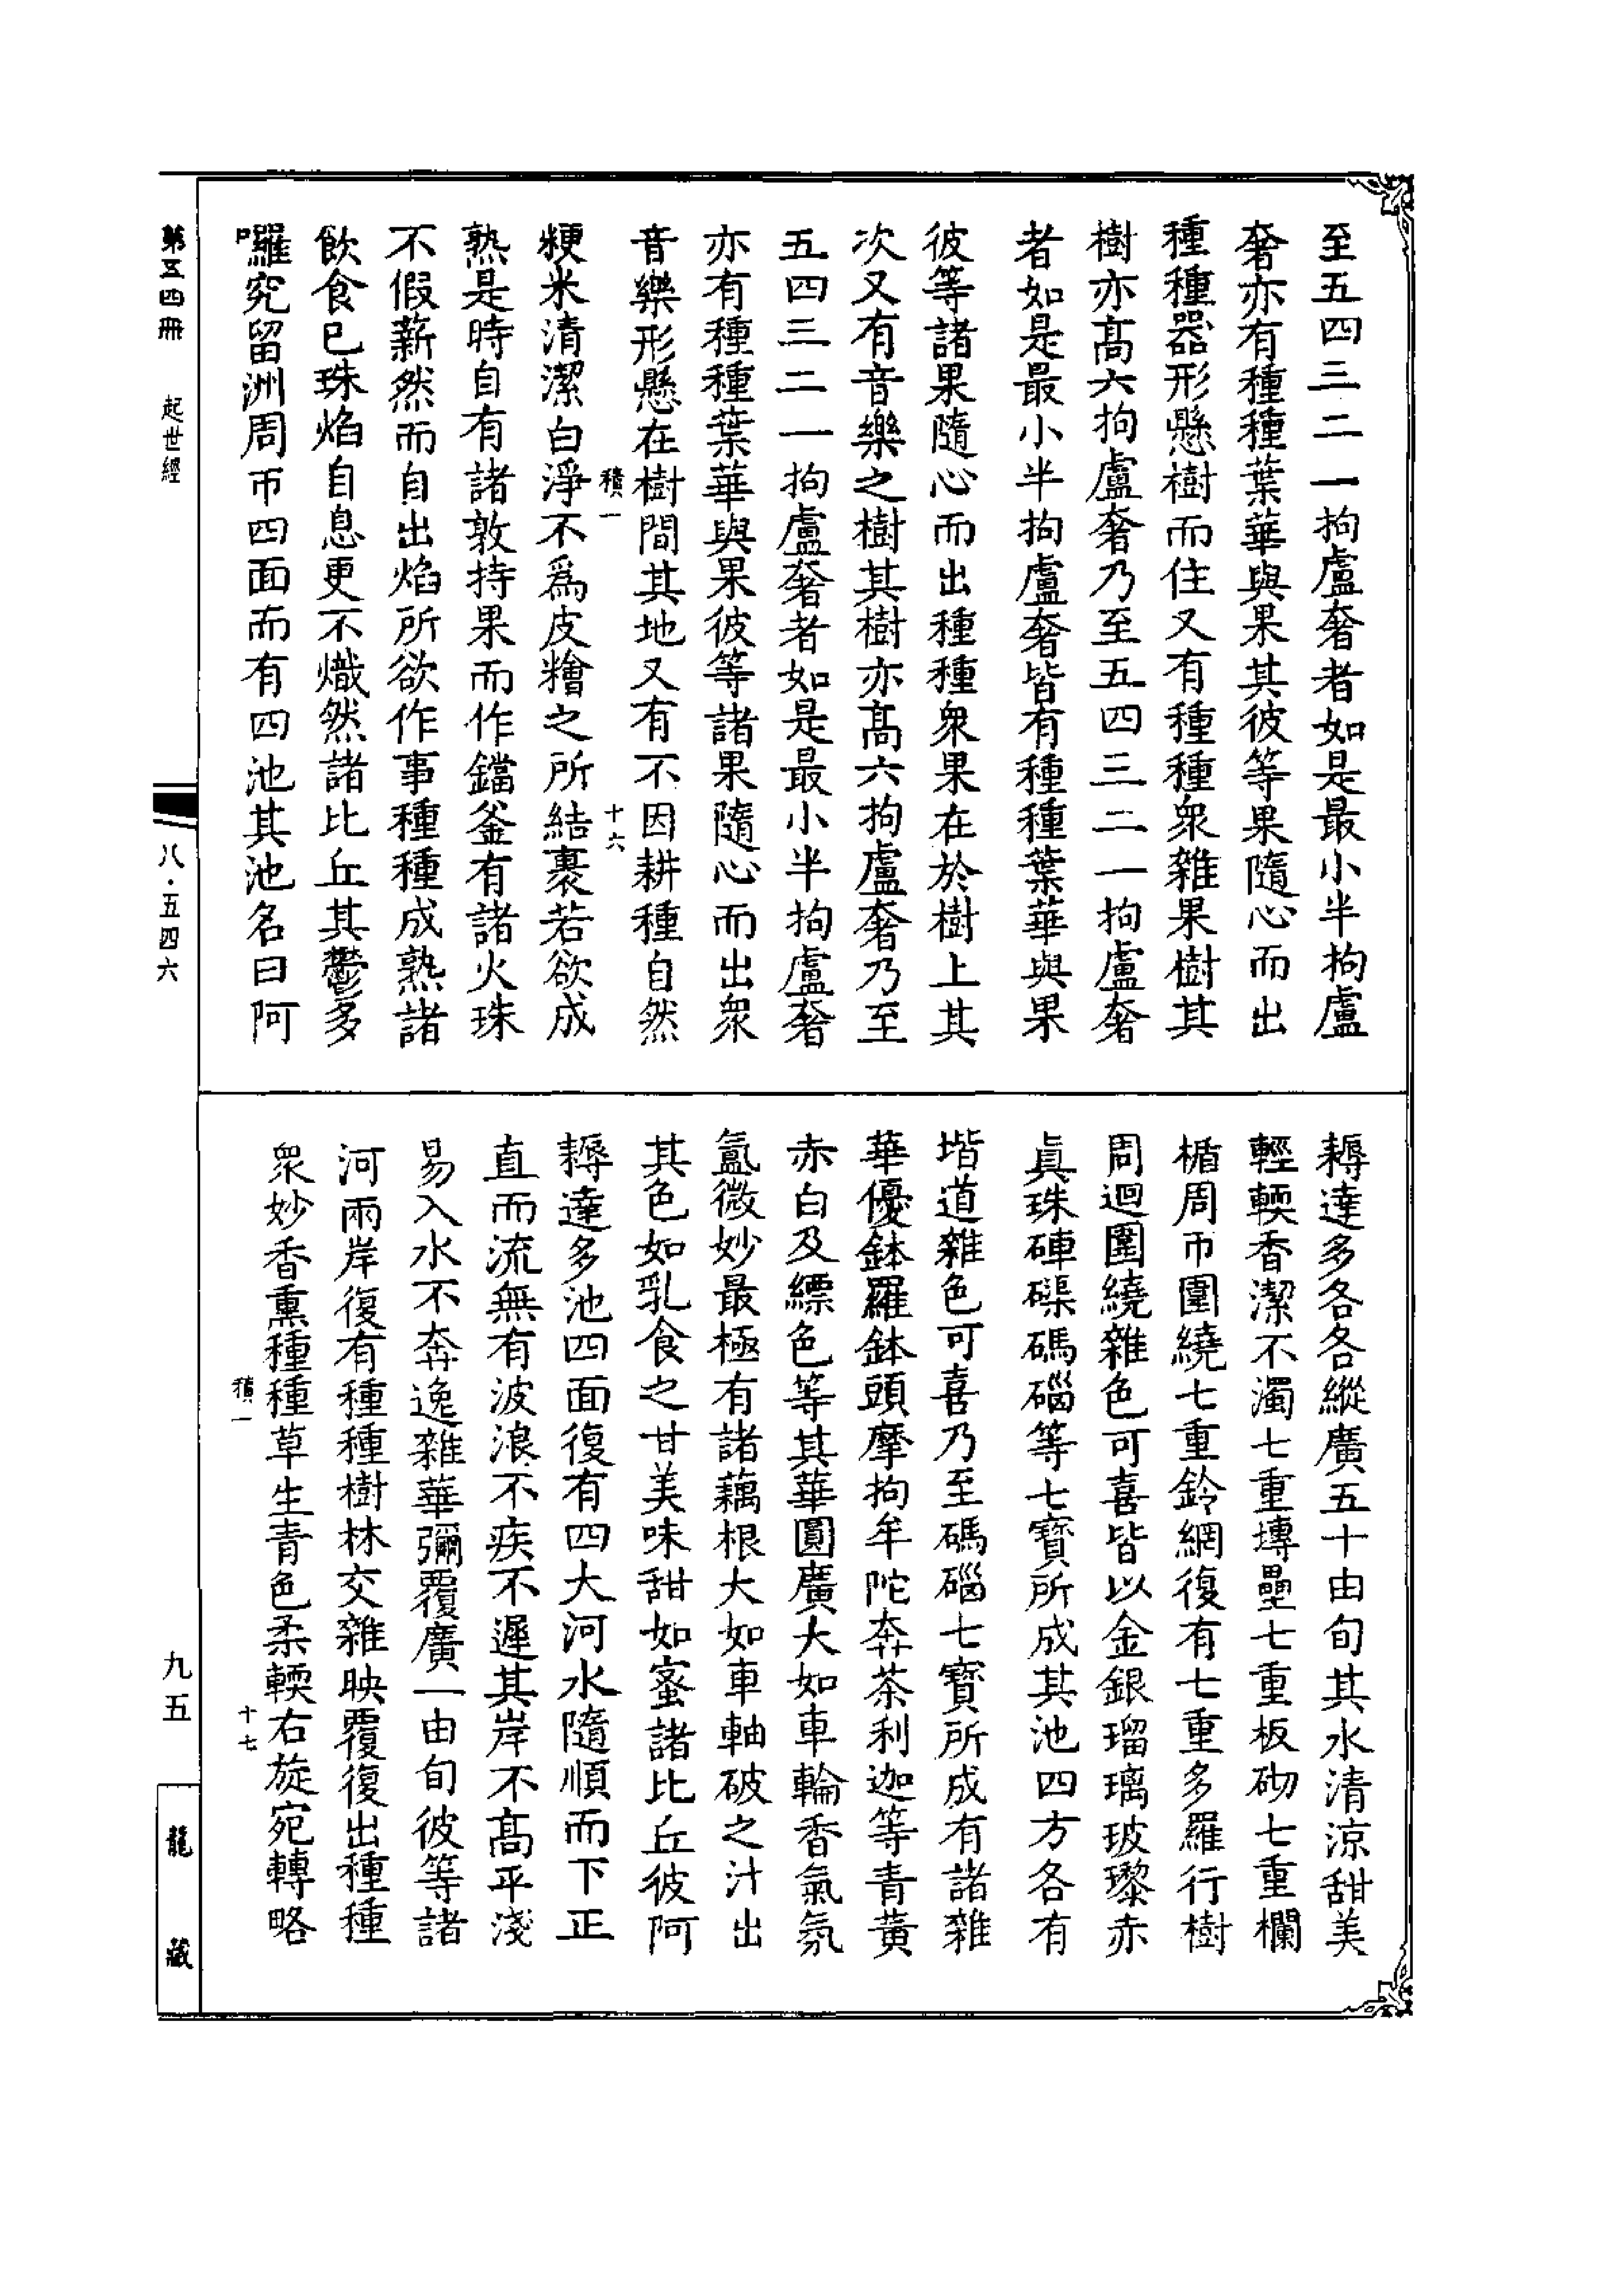 至五四三二一拘盧奢者如是最小半拘盧
奢亦有種種葉華與果其彼等果隨心而出
種種器形懸樹而住又有種種衆雜果樹其
樹亦高六拘盧奢乃至五四三二一拘盧奢
者如是最小半拘盧奢皆有種種葉華與果
彼等諸果隨心而出種種衆果在於樹上其
次又有音樂之樹其樹亦高六拘盧奢乃至
五四三二一拘盧奢者如是最小半拘盧奢
亦有種種葉華與果彼等諸果隨心而出衆
音樂形懸在樹間其地又有不因耕種自然
積一 十六
粳米清潔白淨不爲皮糩之所結裹若欲成
熟是時自有諸敦持果而作鐺釜有諸火珠
不假薪然而自出焰所欲作事種種成熟諸
飲食已珠焰自息更不熾然諸比丘其鬱多
囉究留洲周帀四面而有四池其池名曰阿
耨達多各各縱廣五十由旬其水清涼甜美
輕輭香潔不濁七重塼壘七重板砌七重欄
楯周帀圍繞七重鈴網復有七重多羅行樹
周迴圍繞雜色可喜皆以金銀瑠璃玻瓈赤
眞珠硨磲碼碯等七寶所成其池四方各有
堦道雜色可喜乃至碼碯七寶所成有諸雜
華優鉢羅鉢頭摩拘牟陀奔茶利迦等青黃
赤白及縹色等其華圓廣大如車輪香氣氛
氳微妙最極有諸藕根大如車軸破之汁出
其色如乳食之甘美味甜如蜜諸比丘彼阿
耨達多池四面復有四大河水隨順而下正
直而流無有波浪不疾不遲其岸不高平淺
易入水不奔逸雜華彌覆廣一由旬彼等諸
河兩岸復有種種樹林交雜映覆復出種種
衆妙香熏種種草生青色柔輭右旋宛轉略
積一 十七
第五四冊 起世經
八·五四六
九五
龍藏